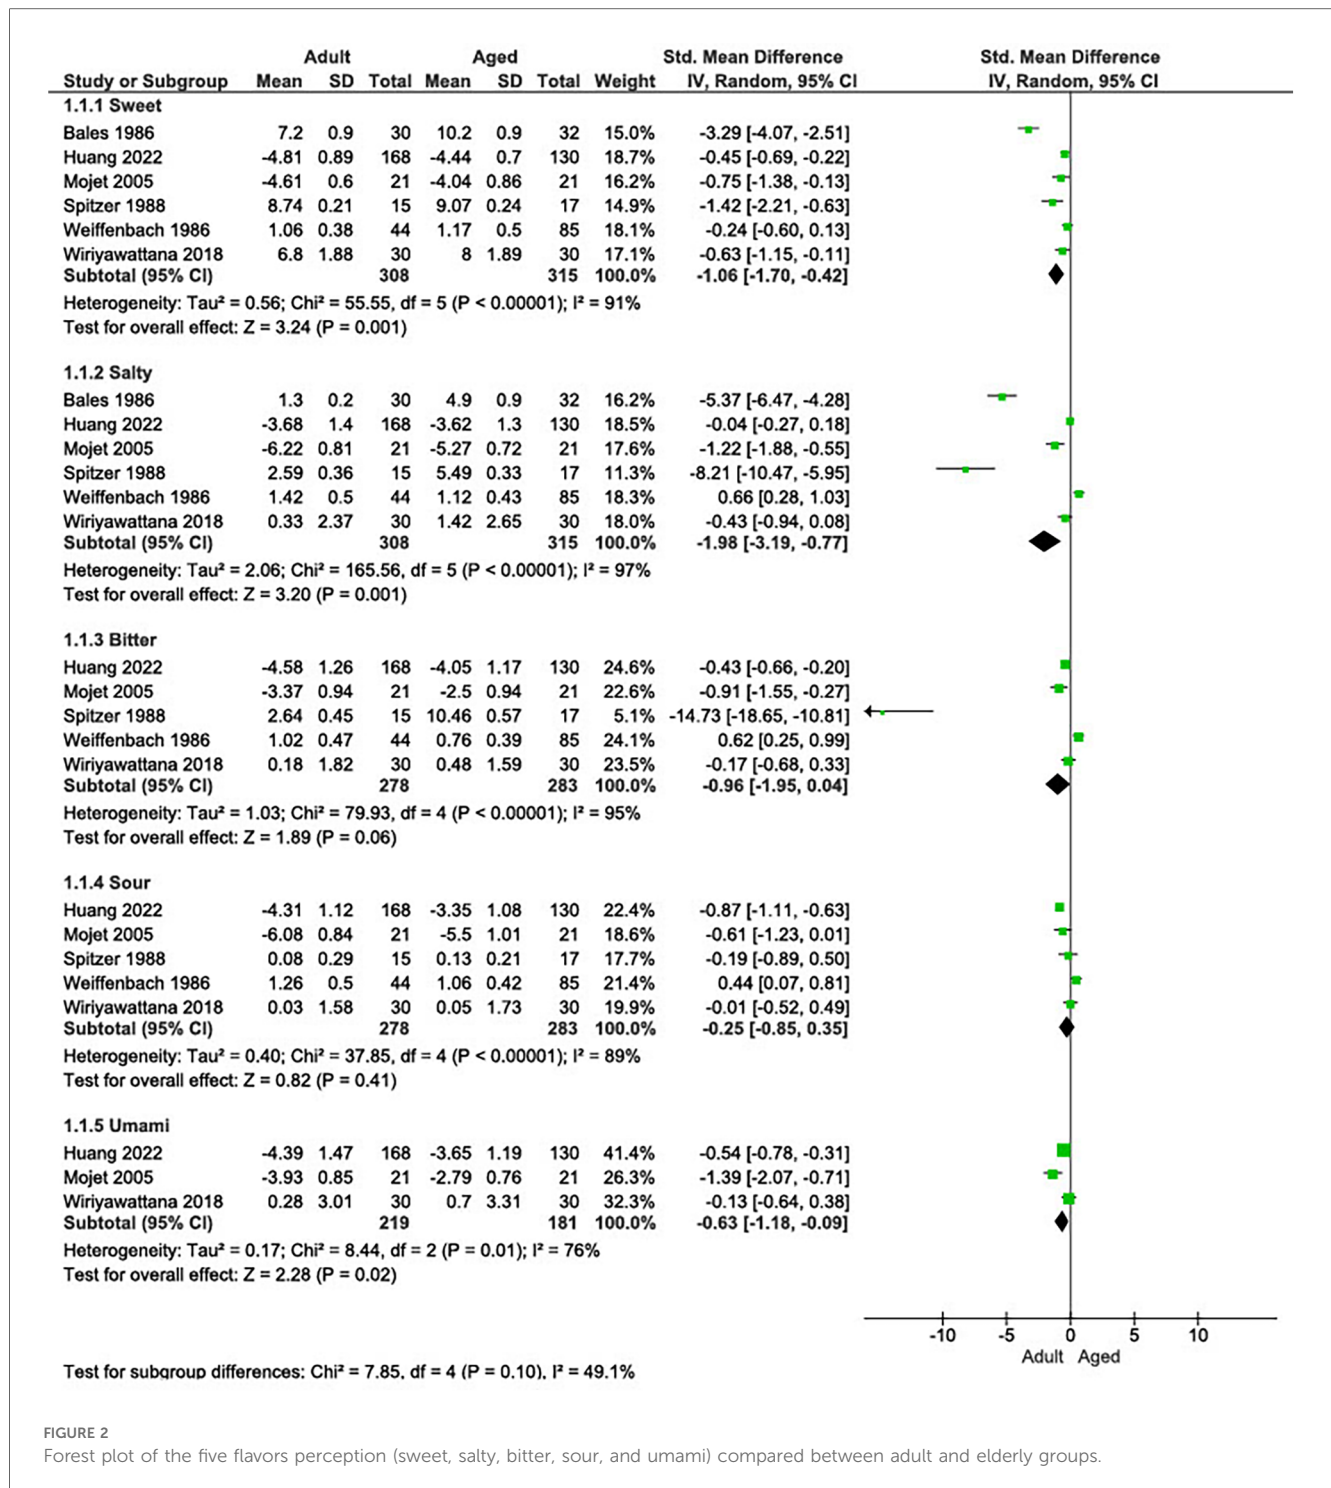 Adult Aged Std. Mean Difference Std. Mean Difference
Study or Subgroup Mean SD Total Mean SD Total Weight IV, Random, 95% CI IV, Random, 95% CI
1.1.1 Sweet
Bales 1986 7.2 0.9 30 10.2 0.9 32 15.0% -3.29 [-4.07, -2.51]
Huang 2022 -4.81 0.89 168 -4.44 0.7 130 18.7% -0.45 [-0.69, -0.22]
Mojet 2005 -4.61 0.6 21 -4.04 0.86 21 16.2% -0.75 [-1.38, -0.13]
Spitzer 1988 8.74 0.21 15 9.07 0.24 17 14.9% -1.42 [-2.21, -0.63]
Weiffenbach 1986 1.06 0.38 44 1.17 0.5 85 18.1% -0.24 [-0.60, 0.13]
Wiriyawattana 2018 6.8 1.88 30 8 1.89 30 17.1% -0.63 [-1.15, -0.11]
Subtotal (95% CI) 308 315 100.0% -1.06 [-1.70, -0.42]
Heterogeneity: Tau² = 0.56; Chi² = 55.55, df = 5 (P < 0.00001); I² = 91%
Test for overall effect: Z = 3.24 (P = 0.001)
1.1.2 Salty
Bales 1986 1.3 0.2 30 4.9 0.9 32 16.2% -5.37 [-6.47, -4.28]
Huang 2022 -3.68 1.4 168 -3.62 1.3 130 18.5% -0.04 [-0.27, 0.18]
Mojet 2005 -6.22 0.81 21 -5.27 0.72 21 17.6% -1.22 [-1.88, -0.55]
Spitzer 1988 2.59 0.36 15 5.49 0.33 17 11.3% -8.21 [-10.47, -5.95]
Weiffenbach 1986 1.42 0.5 44 1.12 0.43 85 18.3% 0.66 [0.28, 1.03]
Wiriyawattana 2018 0.33 2.37 30 1.42 2.65 30 18.0% -0.43 [-0.94, 0.08]
Subtotal (95% CI) 308 315 100.0% -1.98 [-3.19, -0.77]
Heterogeneity: Tau² = 2.06; Chi² = 165.56, df = 5 (P < 0.00001); I² = 97%
Test for overall effect: Z = 3.20 (P = 0.001)
1.1.3 Bitter
Huang 2022 -4.58 1.26 168 -4.05 1.17 130 24.6% -0.43 [-0.66, -0.20]
Mojet 2005 -3.37 0.94 21 -2.5 0.94 21 22.6% -0.91 [-1.55, -0.27]
Spitzer 1988 2.64 0.45 15 10.46 0.57 17 5.1% -14.73 [-18.65, -10.81]
Weiffenbach 1986 1.02 0.47 44 0.76 0.39 85 24.1% 0.62 [0.25, 0.99]
Wiriyawattana 2018 0.18 1.82 30 0.48 1.59 30 23.5% -0.17 [-0.68, 0.33]
Subtotal (95% CI) 278 283 100.0% -0.96 [-1.95, 0.04]
Heterogeneity: Tau² = 1.03; Chi² = 79.93, df = 4 (P < 0.00001); I² = 95%
Test for overall effect: Z = 1.89 (P = 0.06)
1.1.4 Sour
Huang 2022 -4.31 1.12 168 -3.35 1.08 130 22.4% -0.87 [-1.11, -0.63]
Mojet 2005 -6.08 0.84 21 -5.5 1.01 21 18.6% -0.61 [-1.23, 0.01]
Spitzer 1988 0.08 0.29 15 0.13 0.21 17 17.7% -0.19 [-0.89, 0.50]
Weiffenbach 1986 1.26 0.5 44 1.06 0.42 85 21.4% 0.44 [0.07, 0.81]
Wiriyawattana 2018 0.03 1.58 30 0.05 1.73 30 19.9% -0.01 [-0.52, 0.49]
Subtotal (95% CI) 278 283 100.0% -0.25 [-0.85, 0.35]
Heterogeneity: Tau² = 0.40; Chi² = 37.85, df = 4 (P < 0.00001); I² = 89%
Test for overall effect: Z = 0.82 (P = 0.41)
1.1.5 Umami
Huang 2022 -4.39 1.47 168 -3.65 1.19 130 41.4% -0.54 [-0.78, -0.31]
Mojet 2005 -3.93 0.85 21 -2.79 0.76 21 26.3% -1.39 [-2.07, -0.71]
Wiriyawattana 2018 0.28 3.01 30 0.7 3.31 30 32.3% -0.13 [-0.64, 0.38]
Subtotal (95% CI) 219 181 100.0% -0.63 [-1.18, -0.09]
Heterogeneity: Tau² = 0.17; Chi² = 8.44, df = 2 (P = 0.01); I² = 76%
Test for overall effect: Z = 2.28 (P = 0.02)
-10 -5 0 5 10
Adult Aged
Test for subgroup differences: Chi² = 7.85, df = 4 (P = 0.10), I² = 49.1%
FIGURE 2
Forest plot of the five flavors perception (sweet, salty, bitter, sour, and umami) compared between adult and elderly groups.